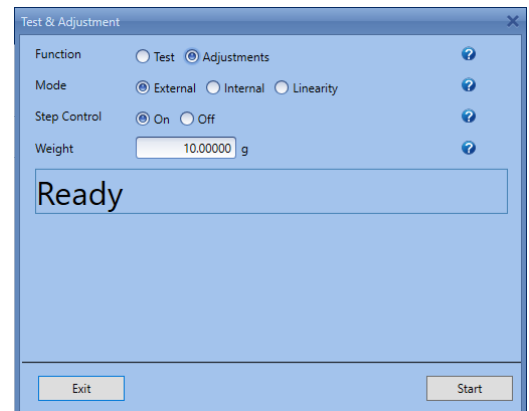 Test & Adjustment
Function Test Adjustments
Mode External Internal Linearity
Step Control On Off
Weight 10.00000 g
Ready
Exit Start